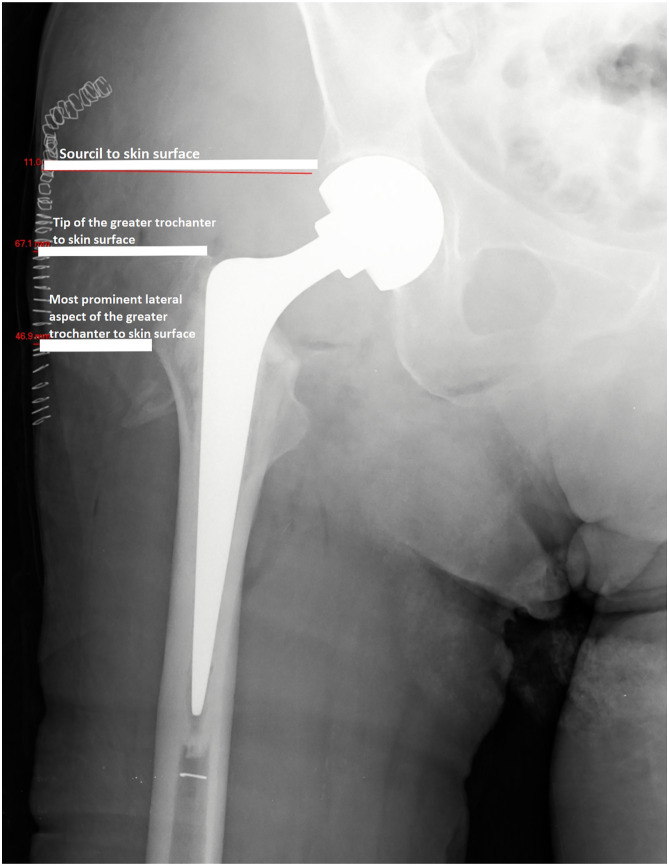 Sourcil to skin surface
11.0
Tip of the greater trochanter
to skin surface
67.1
Most prominent lateral
aspect of the greater
trochanter to skin surface
46.9